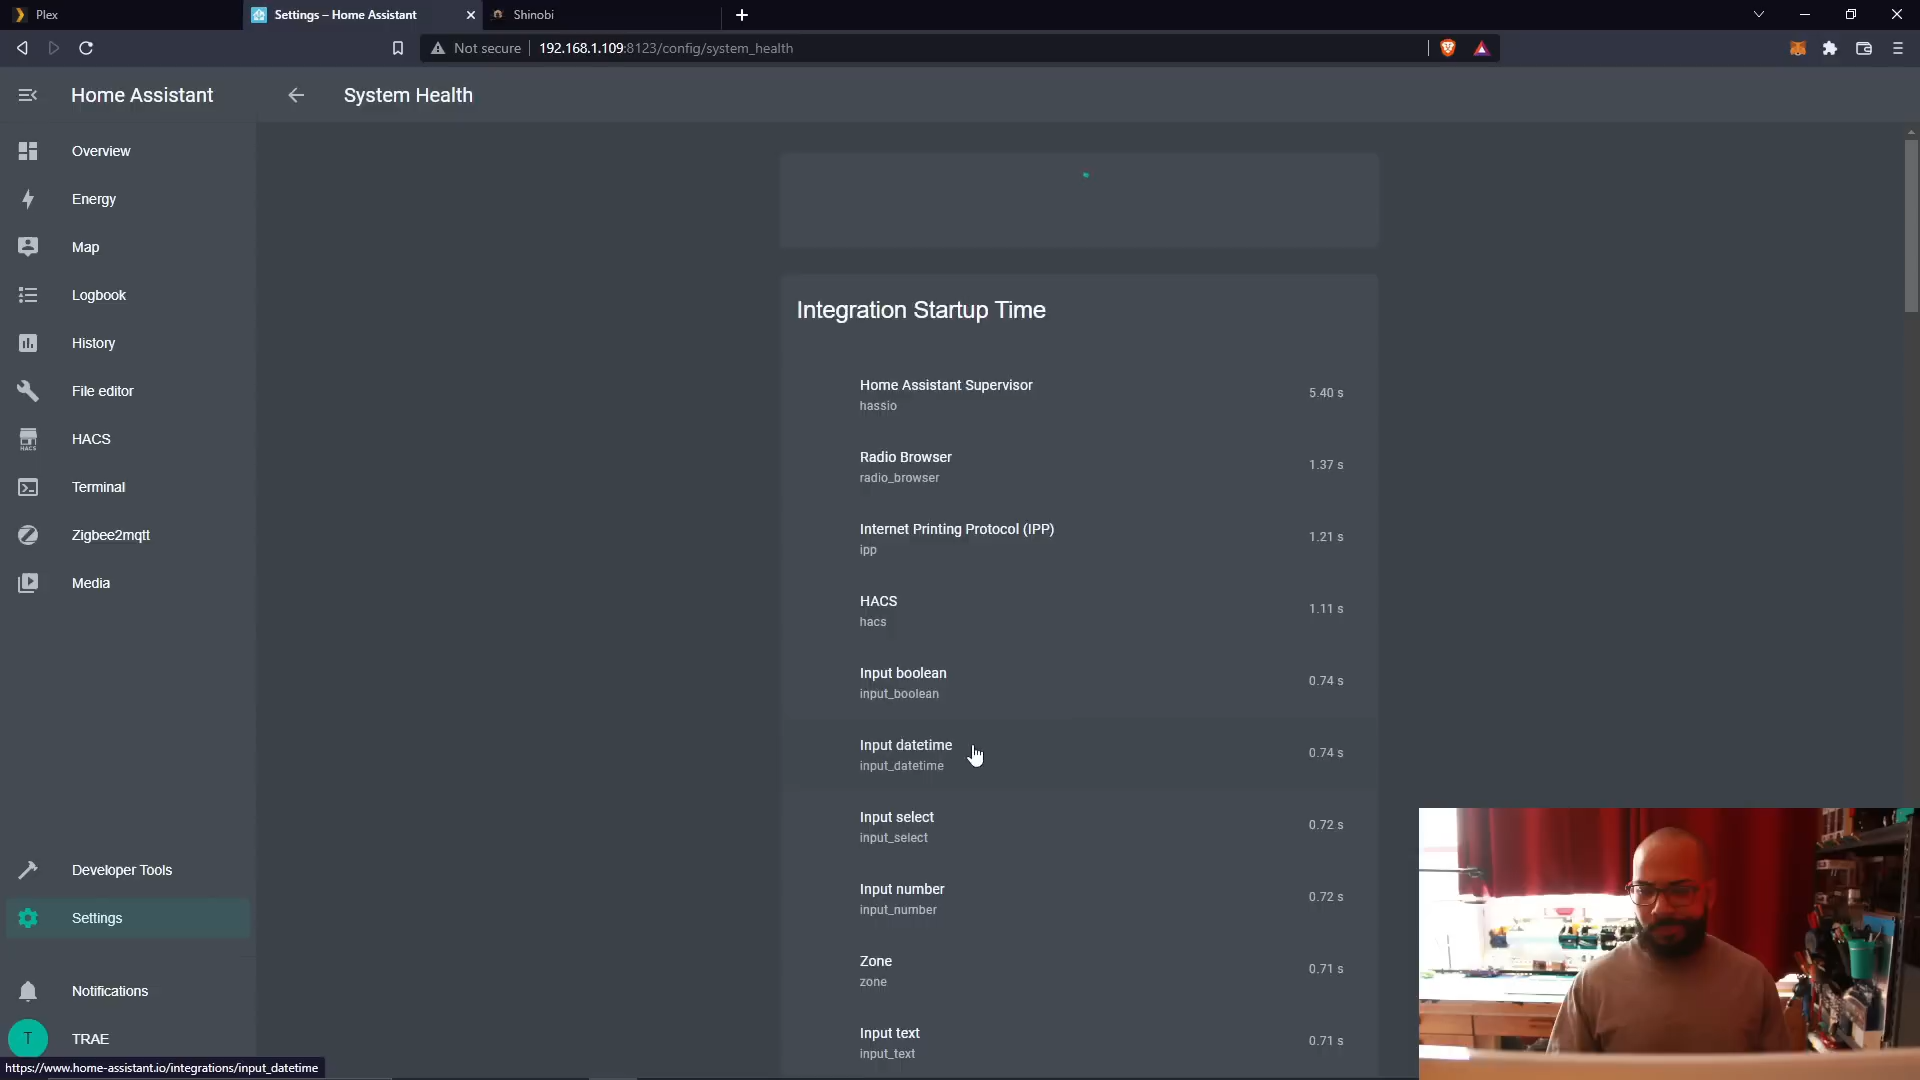 Plex
Settings – Home Assistant
Shinobi
Not secure
192.168.1.109:8123/config/system_health
Home Assistant
System Health
Overview
Energy
Map
Logbook
History
File editor
HACS
HACS
Terminal
Zigbee2mqtt
Media
Developer Tools
Settings
Notifications
T
TRAE
Integration Startup Time
Home Assistant Supervisor
hassio
5.40 s
Radio Browser
radio_browser
1.37 s
Internet Printing Protocol (IPP)
ipp
1.21 s
HACS
hacs
1.11 s
Input boolean
input_boolean
0.74 s
Input datetime
input_datetime
0.74 s
Input select
input_select
0.72 s
Input number
input_number
0.72 s
Zone
zone
0.71 s
Input text
input_text
0.71 s
https://www.home-assistant.io/integrations/input_datetime